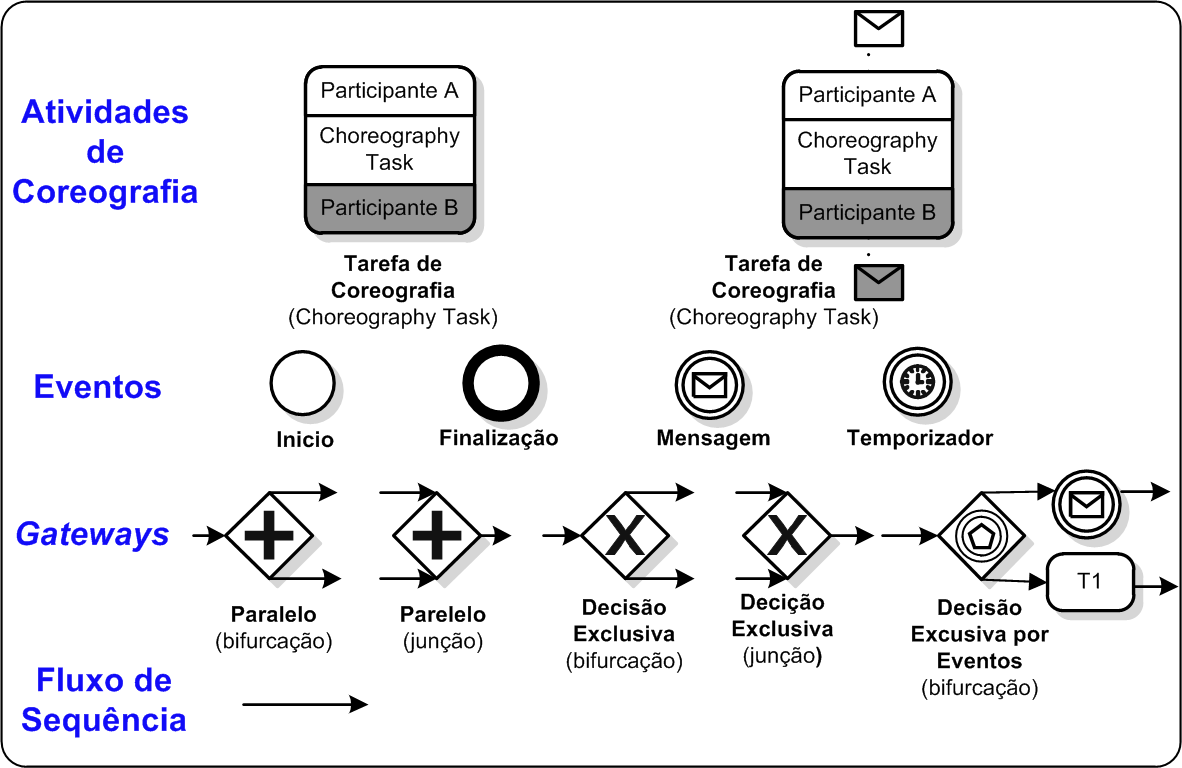 Atividades
de
Coreografia
Participante A
Choreography
Task
Participante B
Tarefa de
Coreografia
(Choreography Task)
Participante A
Choreography
Task
Participante B
Tarefa de
Coreografia
(Choreography Task)
Eventos
Inicio
Finalização
Mensagem
Temporizador
Gateways
Paralelo
(bifurcação)
Parelelo
(junção)
Decisão
Exclusiva
(bifurcação)
Decição
Exclusiva
(junção)
T1
Decisão
Excusiva por
Eventos
(bifurcação)
Fluxo de
Sequência